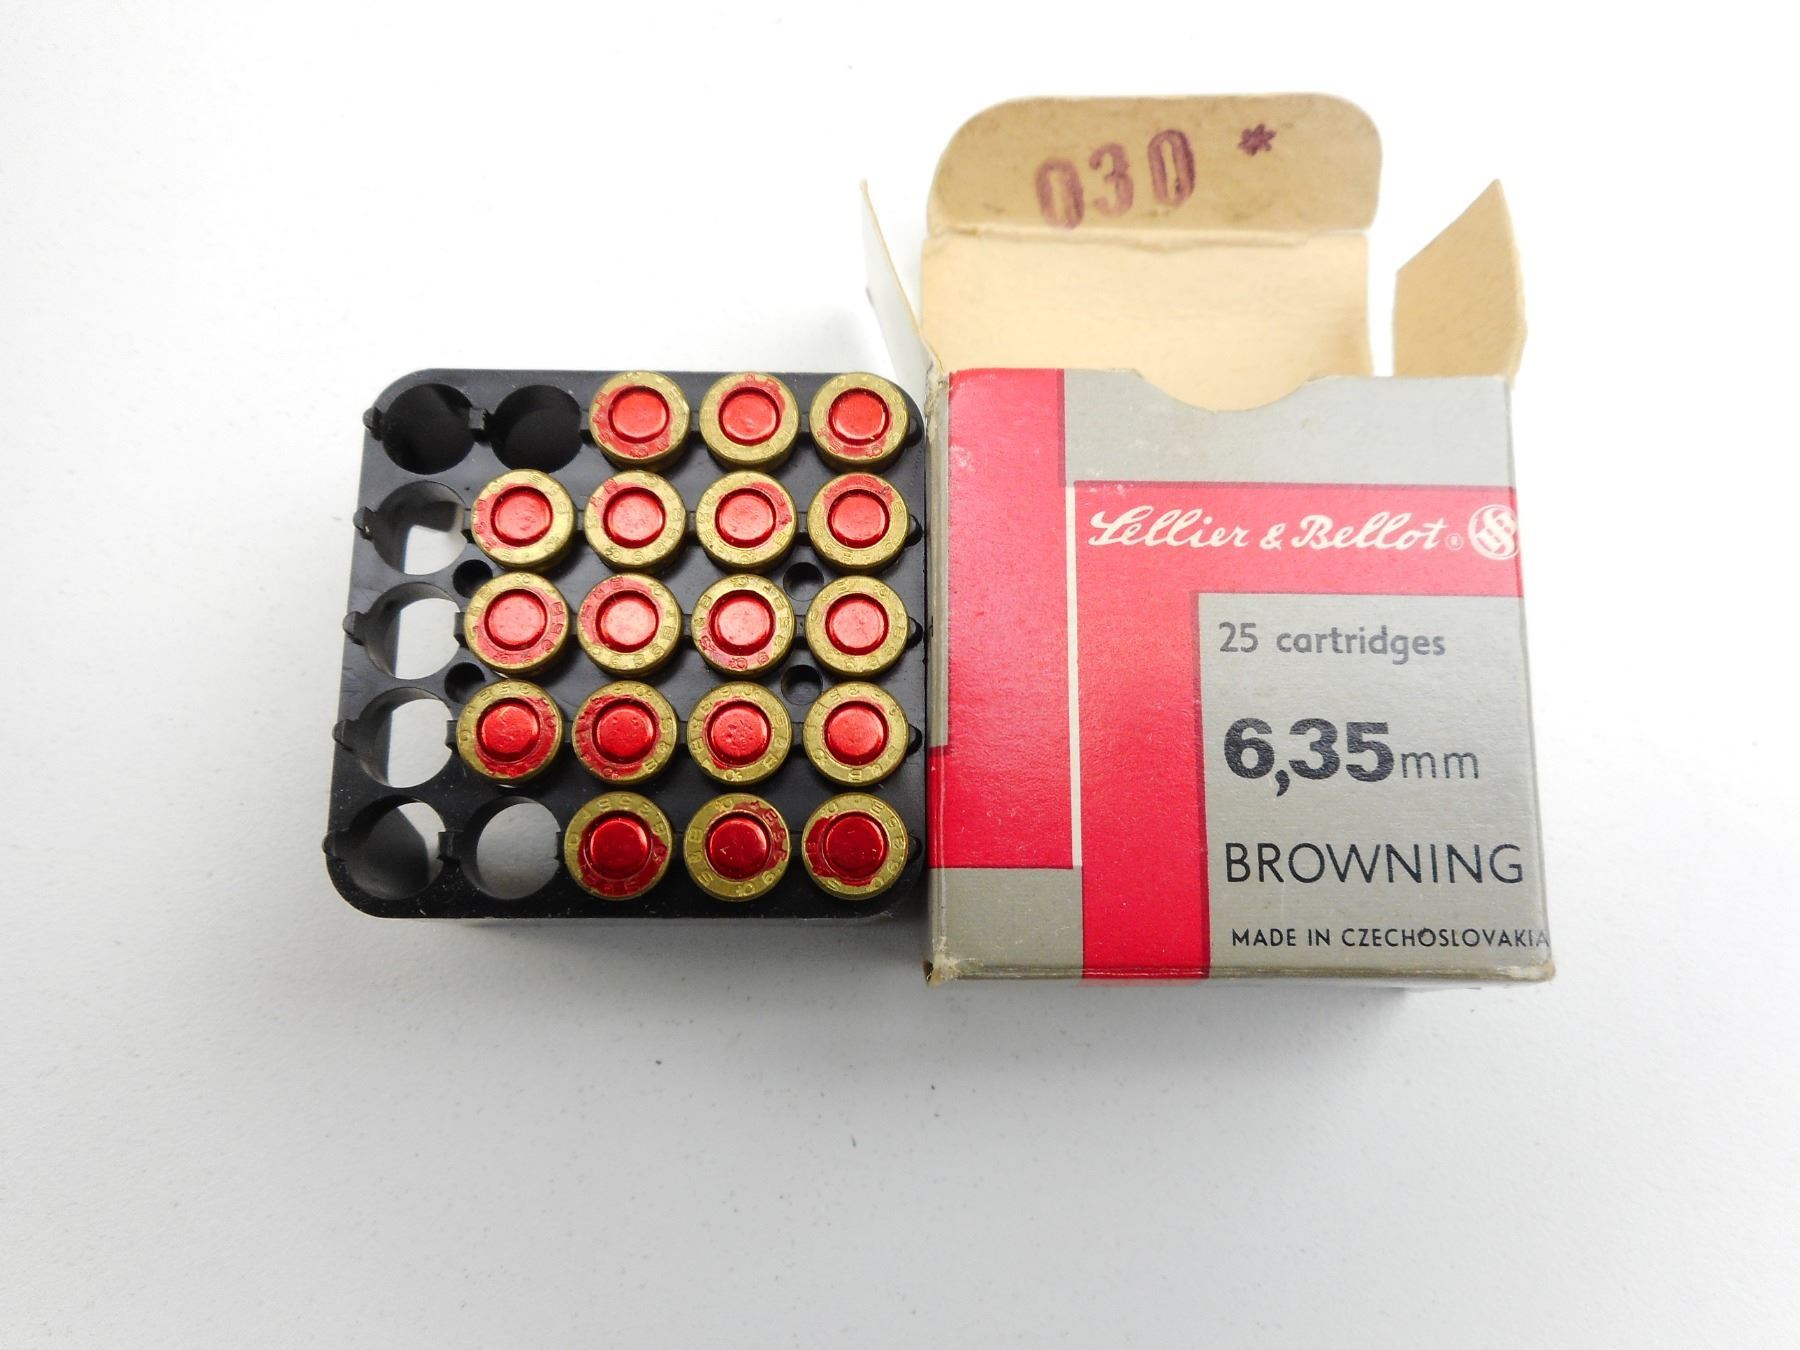 030 *
Sellier & Bellot ®
25 cartridges
6,35mm
BROWNING
MADE IN CZECHOSLOVAKIA